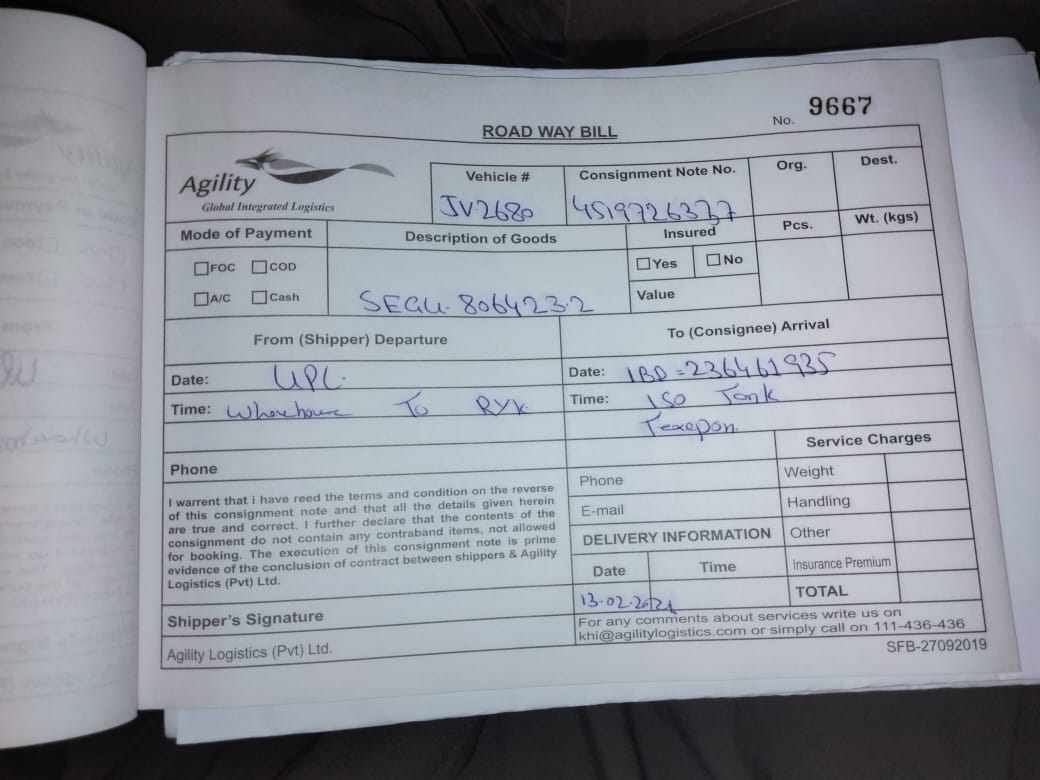 No. 9667
ROAD WAY BILL
Agility
Global Integrated Logistics
Vehicle #
JV-2680
Consignment Note No.
4519726337
Org.
Dest.
Mode of Payment
FOC COD
A/C Cash
Description of Goods
SEGU-806423-2
Insured
Yes No
Value
Pcs.
Wt. (kgs)
From (Shipper) Departure
Date: UPL
Time: Wherehouse To RYK
Phone
To (Consignee) Arrival
Date: IBD = 236461935
Time: ISO Tank
Phone
E-mail
Service Charges
Weight
Handling
Other
Insurance Premium
TOTAL
I warrent that i have reed the terms and condition on the reverse
of this consignment note and that all the details given herein
are true and correct. I further declare that the contents of the
consignment do not contain any contraband items, not allowed
for booking. The execution of this consignment note is prime
evidence of the conclusion of contract between shippers & Agility
Logistics (Pvt) Ltd.
DELIVERY INFORMATION
Date Time
13-02-2021
Shipper's Signature
Agility Logistics (Pvt) Ltd.
For any comments about services write us on
khi@agilitylogistics.com or simply call on 111-436-436
SFB-27092019